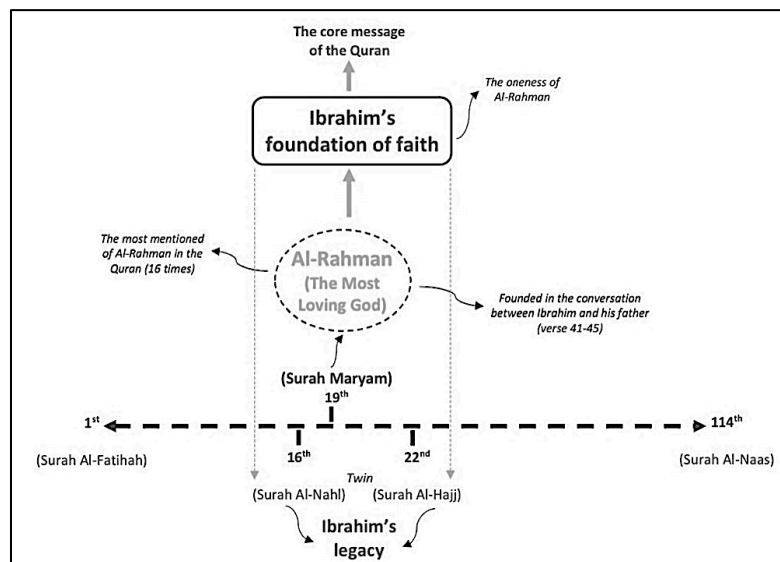 The core message
of the Quran
The oneness of
Al-Rahman
Ibrahim's
foundation of faith
The most mentioned
of Al-Rahman in the
Quran (16 times)
Al-Rahman
(The Most
Loving God)
Founded in the conversation
between Ibrahim and his father
(verse 41-45)
(Surah Maryam)
19th
1st
114th
(Surah Al-Fatihah)
16th
22nd
(Surah Al-Naas)
Twin
(Surah Al-Nahl)
(Surah Al-Hajj)
Ibrahim's
legacy